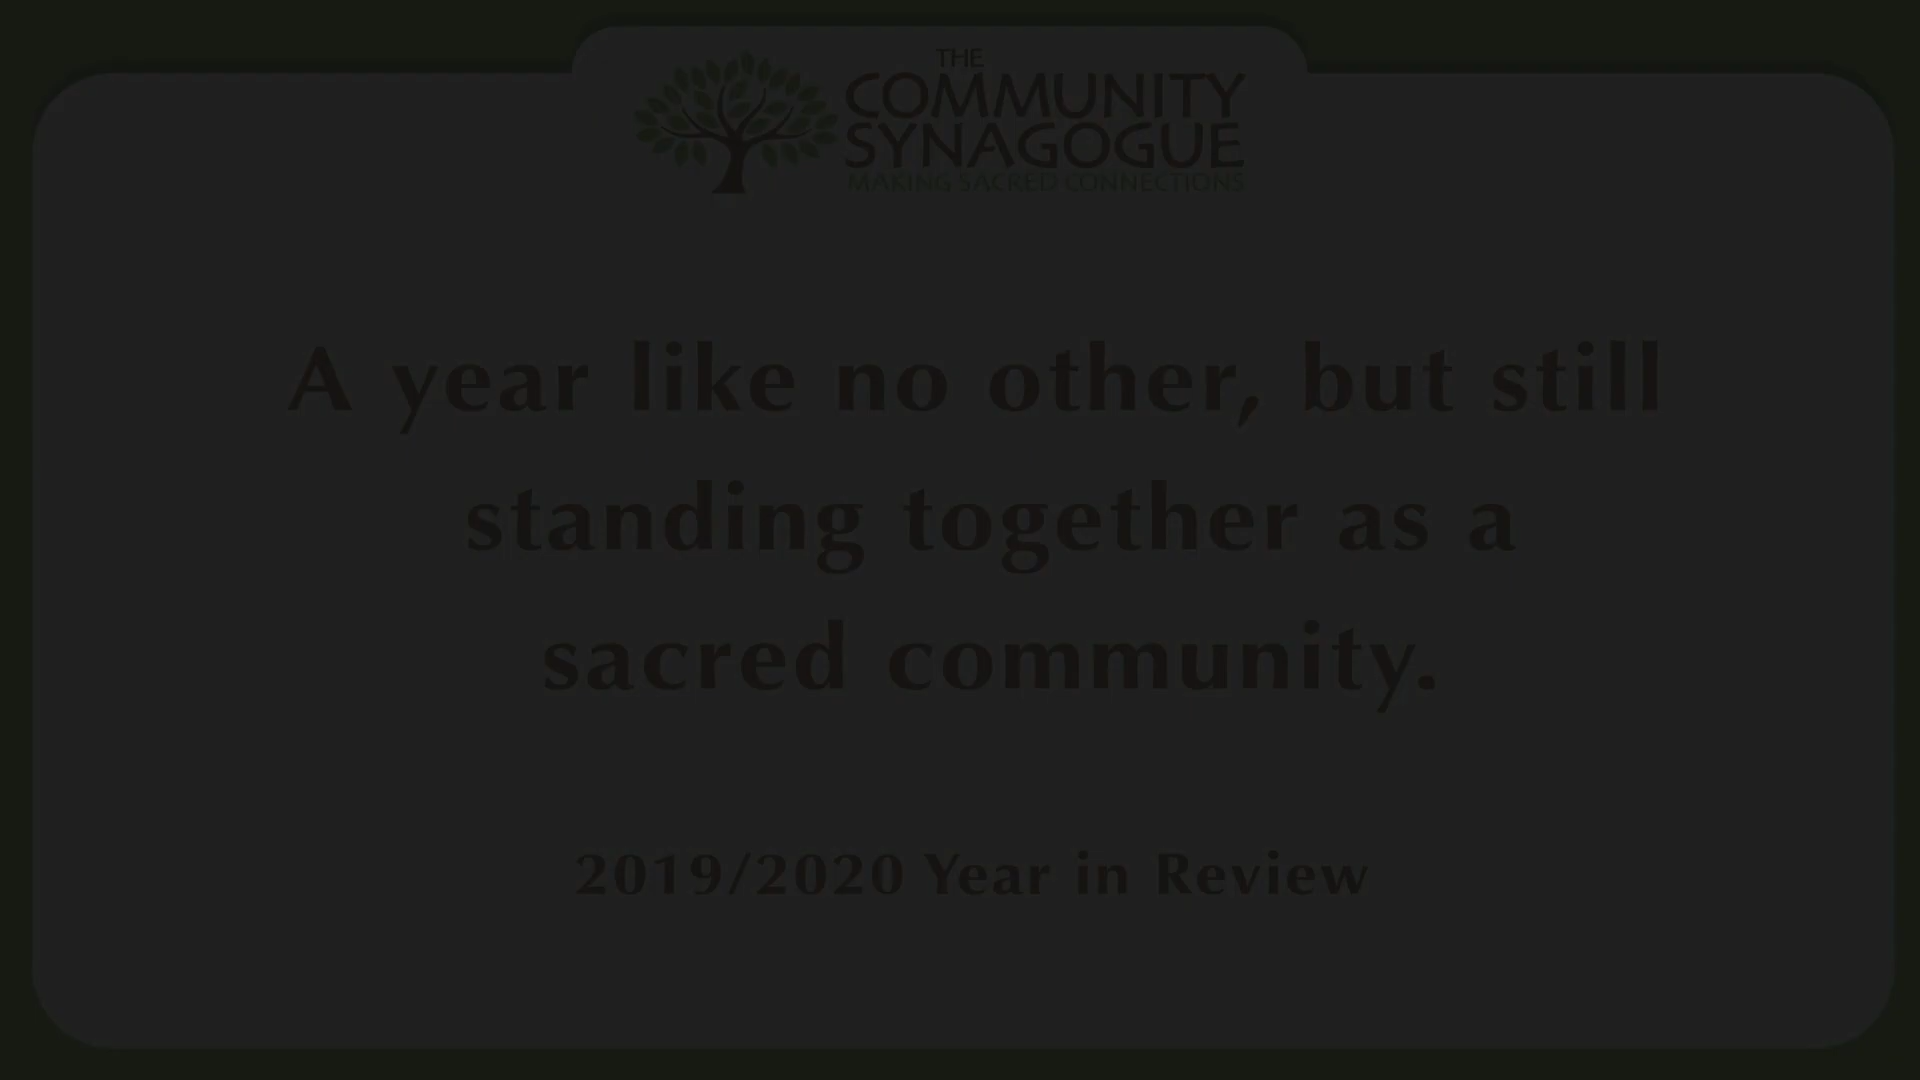 THE
COMMUNITY
SYNAGOGUE
MAKING SACRED CONNECTIONS
A year like no other, but still
standing together as a
sacred community.
2019/2020 Year in Review